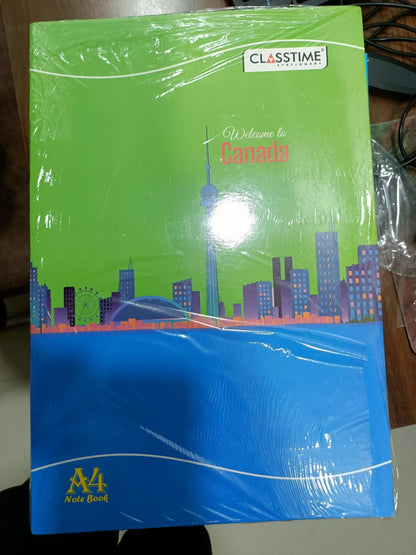 CLASSTIME®
STATIONERY
Welcome to
Canada
A4
Note Book